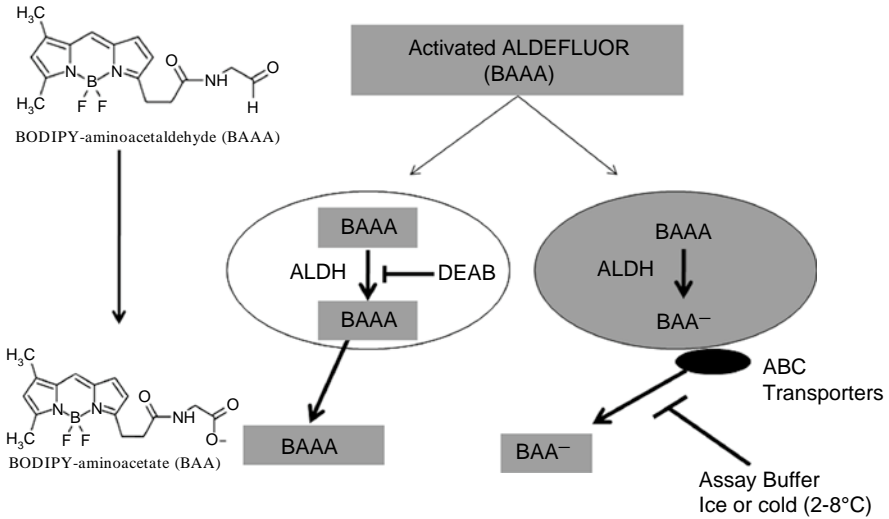 H₃C
O
NH
O
H
N
B
N
F F
H₃C
BODIPY-aminoacetaldehyde (BAAA)
Activated ALDEFLUOR
(BAAA)
BAAA
ALDH
DEAB
BAAA
BAAA
BAAA
ALDH
BAA–
ABC
Transporters
BAA–
Assay Buffer
Ice or cold (2-8°C)
H₃C
O
NH
O
O–
N
B
N
F F
H₃C
BODIPY-aminoacetate (BAA)